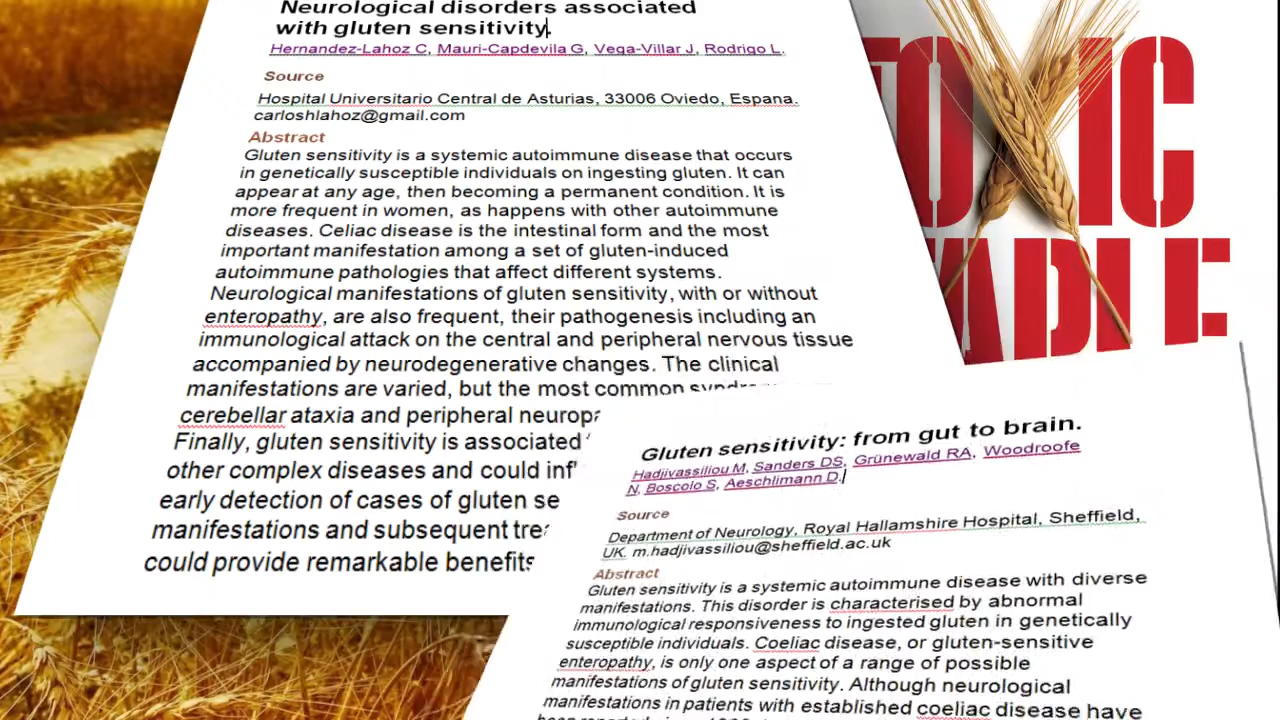 Neurological disorders associated
with gluten sensitivity.
Hernandez-Lahoz C, Mauri-Capdevila G, Vega-Villar J, Rodrigo L.
Source
Hospital Universitario Central de Asturias, 33006 Oviedo, Espana.
carloshlahoz@gmail.com
Abstract
Gluten sensitivity is a systemic autoimmune disease that occurs
in genetically susceptible individuals on ingesting gluten. It can
appear at any age, then becoming a permanent condition. It is
more frequent in women, as happens with other autoimmune
diseases. Celiac disease is the intestinal form and the most
important manifestation among a set of gluten-induced
autoimmune pathologies that affect different systems.
Neurological manifestations of gluten sensitivity, with or without
enteropathy, are also frequent, their pathogenesis including an
immunological attack on the central and peripheral nervous tissue
accompanied by neurodegenerative changes. The clinical
manifestations are varied, but the most common
cerebellar ataxia and peripheral
Finally, gluten sensitivity is associated
other complex diseases and could
early detection of cases of gluten
manifestations and subsequent
could provide remarkable benefits
Gluten sensitivity: from gut to brain.
Hadjivassiliou M, Sanders DS, Grünewald RA, Woodroofe
N, Boscolo S, Aeschlimann D.
Source
Department of Neurology, Royal Hallamshire Hospital, Sheffield,
UK. m.hadjivassiliou@sheffield.ac.uk
Abstract
Gluten sensitivity is a systemic autoimmune disease with diverse
manifestations. This disorder is characterised by abnormal
immunological responsiveness to ingested gluten in genetically
susceptible individuals. Coeliac disease, or gluten-sensitive
enteropathy, is only one aspect of a range of possible
manifestations of gluten sensitivity. Although neurological
manifestations in patients with established coeliac disease have